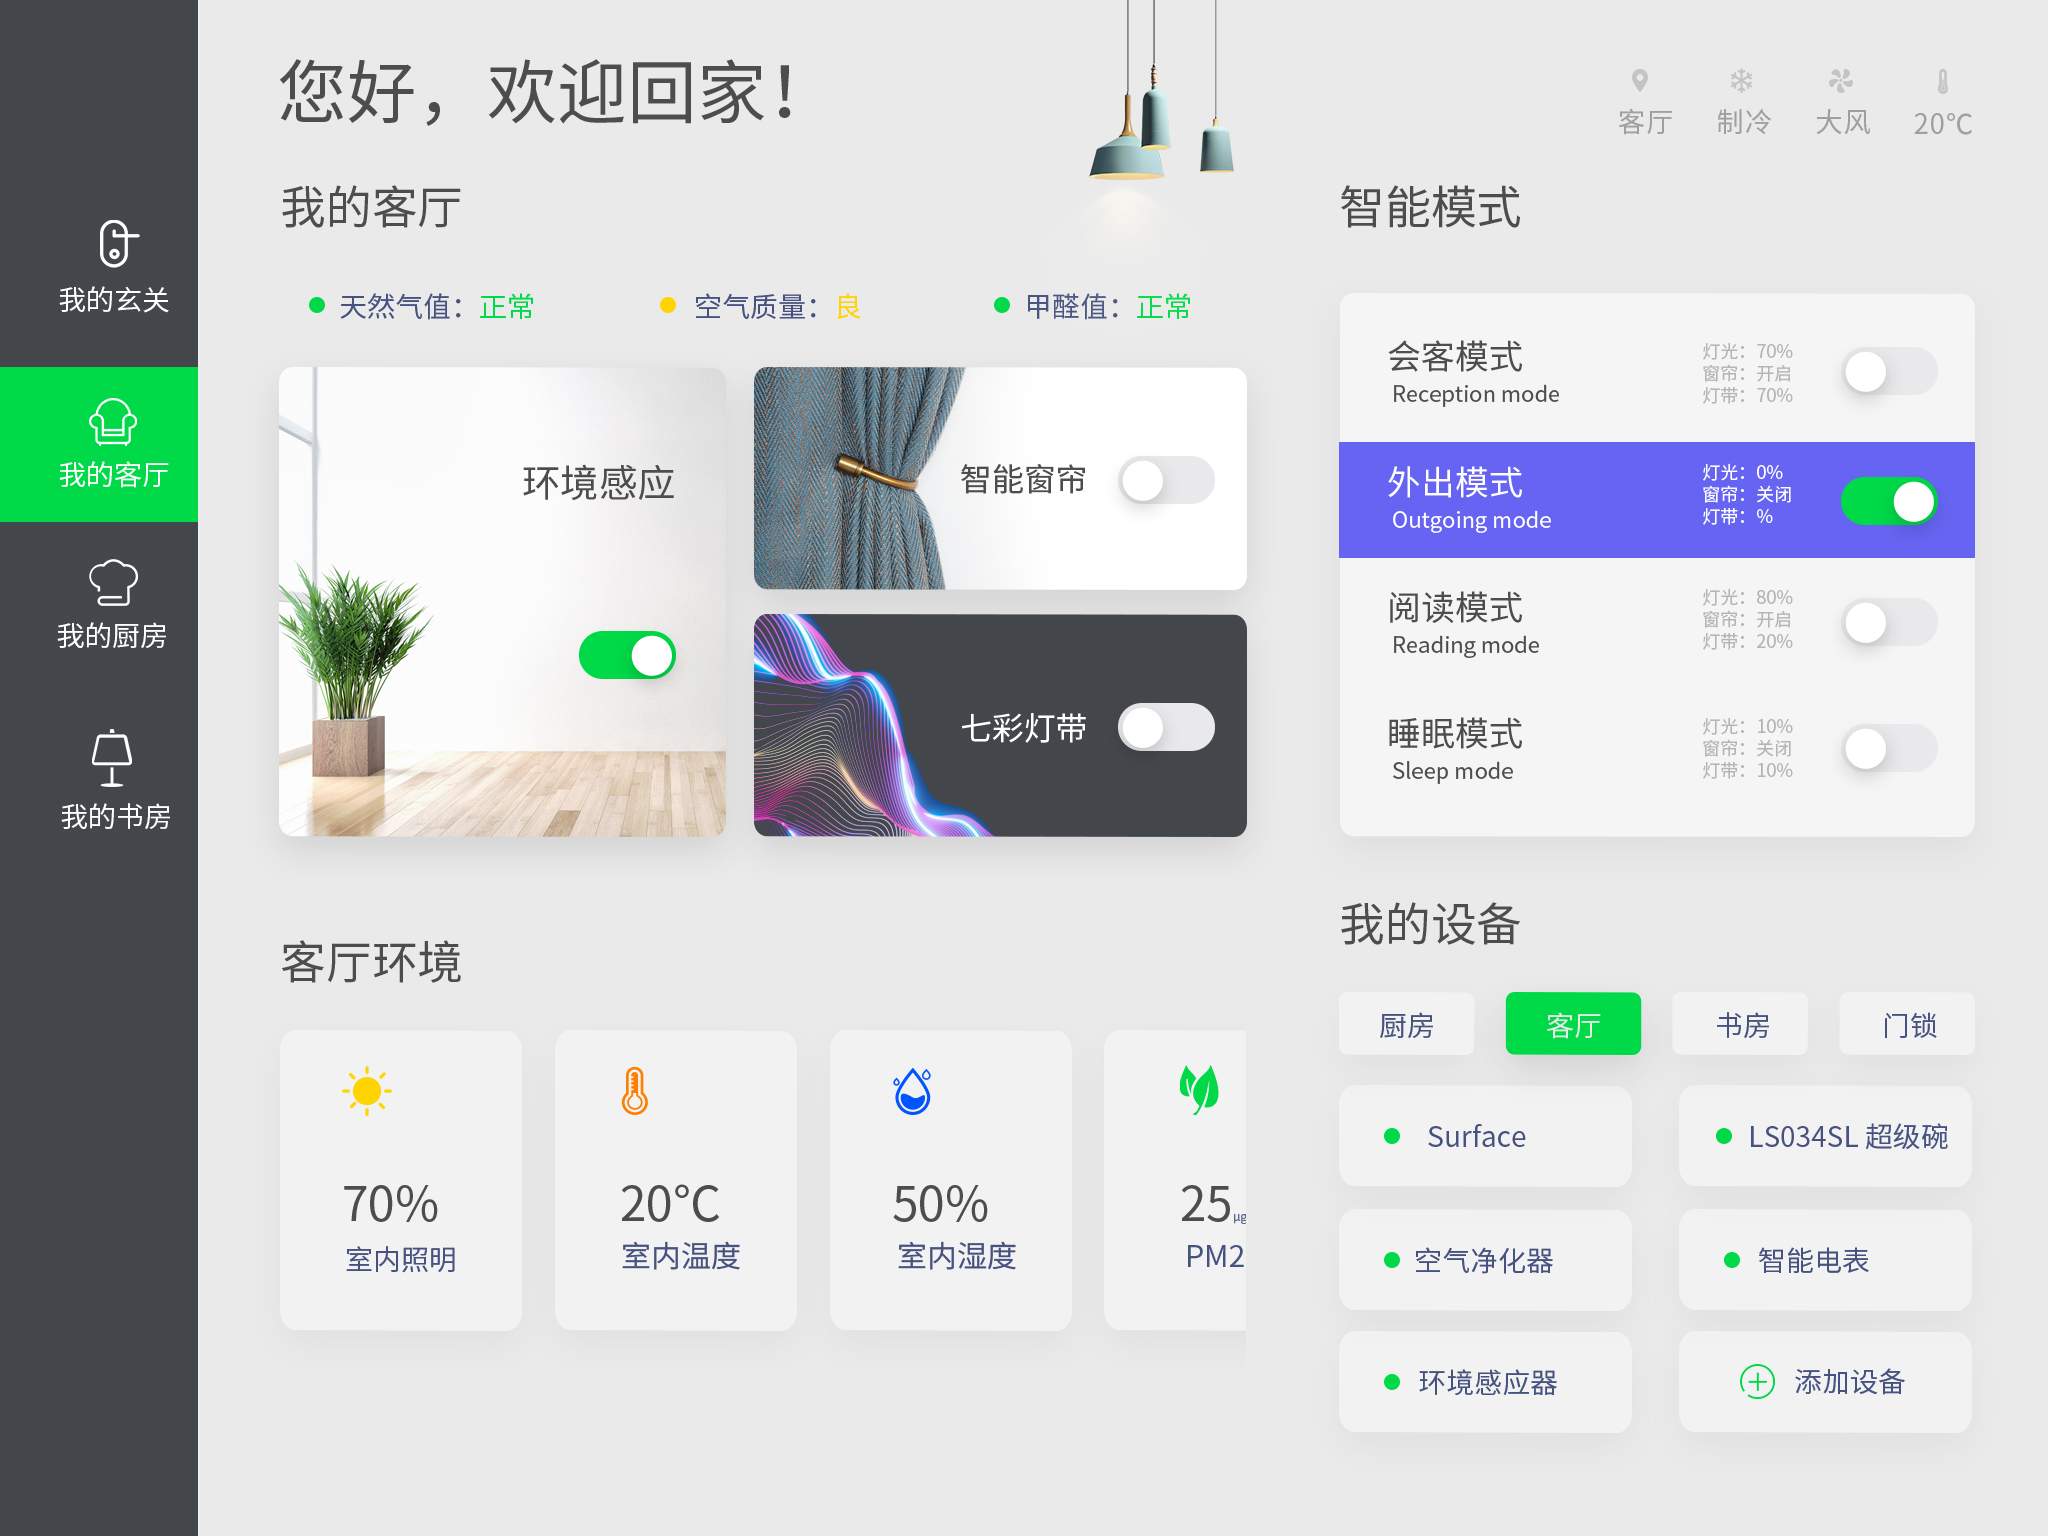 您好，欢迎回家！
客厅
制冷
大风
20°C
我的玄关
我的客厅
我的厨房
我的书房
我的客厅
天然气值：正常
空气质量：良
甲醛值：正常
环境感应
智能窗帘
七彩灯带
智能模式
会客模式
Reception mode
灯光：70%
窗帘：开启
灯带：70%
外出模式
Outgoing mode
灯光：0%
窗帘：关闭
灯带：%
阅读模式
Reading mode
灯光：80%
窗帘：开启
灯带：20%
睡眠模式
Sleep mode
灯光：10%
窗帘：关闭
灯带：10%
客厅环境
70%
室内照明
20°C
室内温度
50%
室内湿度
25 μg
PM2
我的设备
厨房
客厅
书房
门锁
Surface
LS034SL 超级碗
空气净化器
智能电表
环境感应器
添加设备